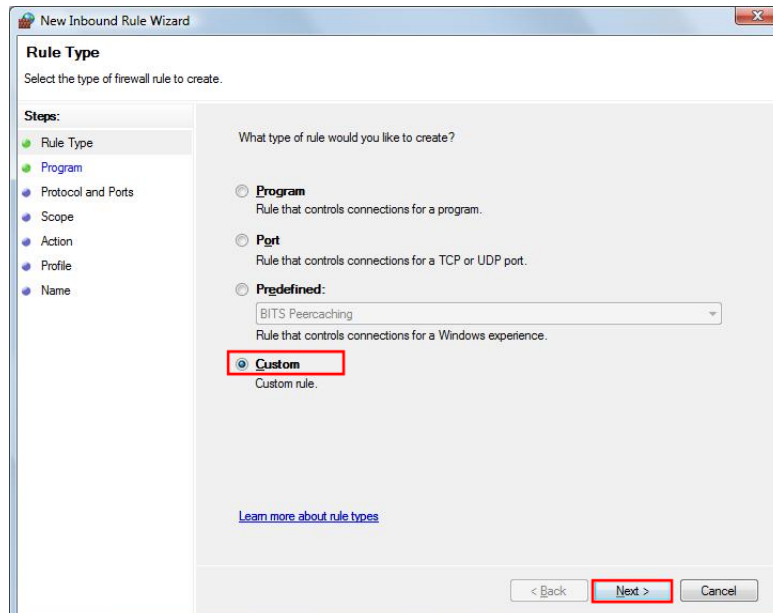 New Inbound Rule Wizard
Rule Type
Select the type of firewall rule to create.
Steps:
Rule Type
Program
Protocol and Ports
Scope
Action
Profile
Name
What type of rule would you like to create?
Program
Rule that controls connections for a program.
Port
Rule that controls connections for a TCP or UDP port.
Predefined:
BITS Peercaching
Rule that controls connections for a Windows experience.
Custom
Custom rule.
Learn more about rule types
< Back Next > Cancel